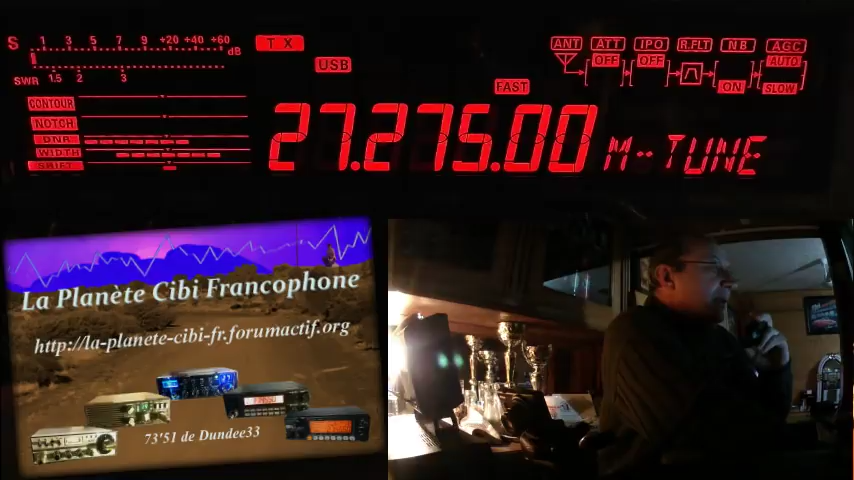 S 1 3 5 7 9 +20 +40 +60 dB
SWR 1.5 2 3
TX
USB
FAST
ANT ATT IPO R.FLT NB AGC
OFF OFF AUTO
ON SLOW
CONTOUR
NOTCH
DNR
WIDTH
SHIFT
27.275.00 M-TUNE
La Planète Cibi Francophone
http://la-planete-cibi-fr.forumactif.org
73'51 de Dundee33